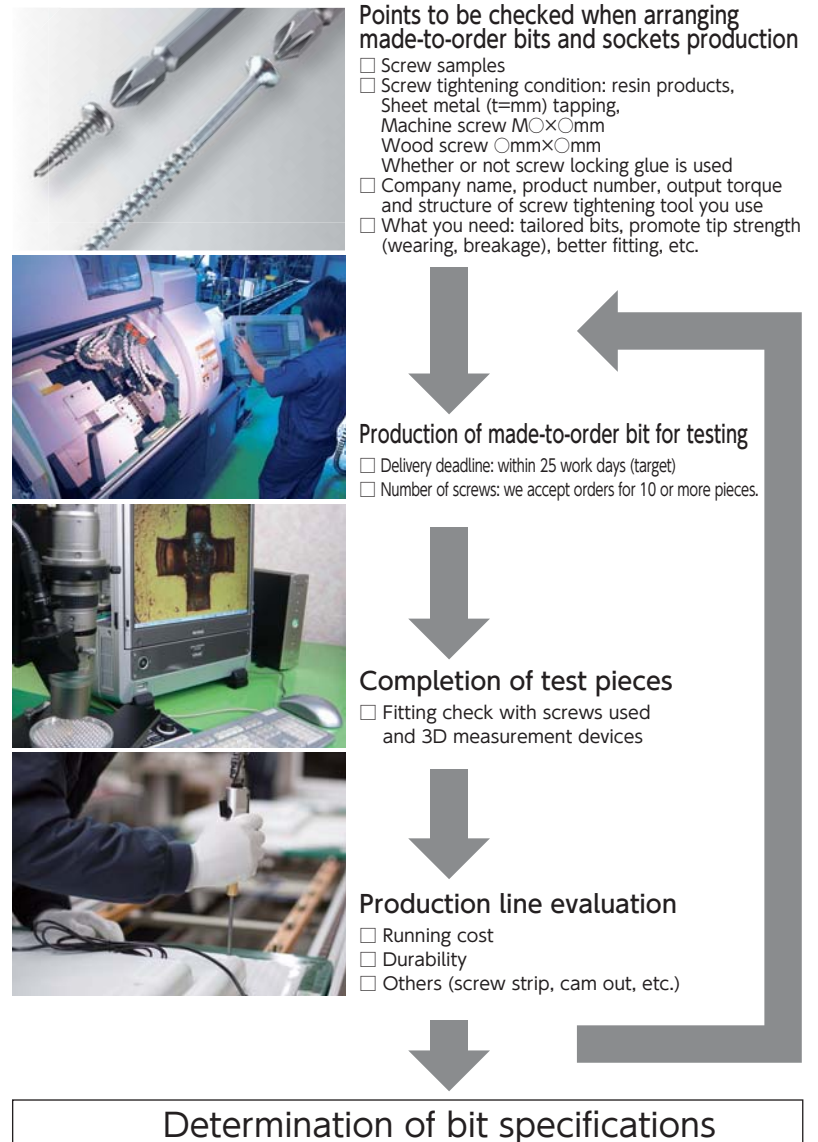 Points to be checked when arranging
made-to-order bits and sockets production
□ Screw samples
□ Screw tightening condition: resin products,
Sheet metal (t=mm) tapping,
Machine screw M○×○mm
Wood screw ○mm×○mm
Whether or not screw locking glue is used
□ Company name, product number, output torque
and structure of screw tightening tool you use
□ What you need: tailored bits, promote tip strength
(wearing, breakage), better fitting, etc.
Production of made-to-order bit for testing
□ Delivery deadline: within 25 work days (target)
□ Number of screws: we accept orders for 10 or more pieces.
Completion of test pieces
□ Fitting check with screws used
and 3D measurement devices
Production line evaluation
□ Running cost
□ Durability
□ Others (screw strip, cam out, etc.)
Determination of bit specifications